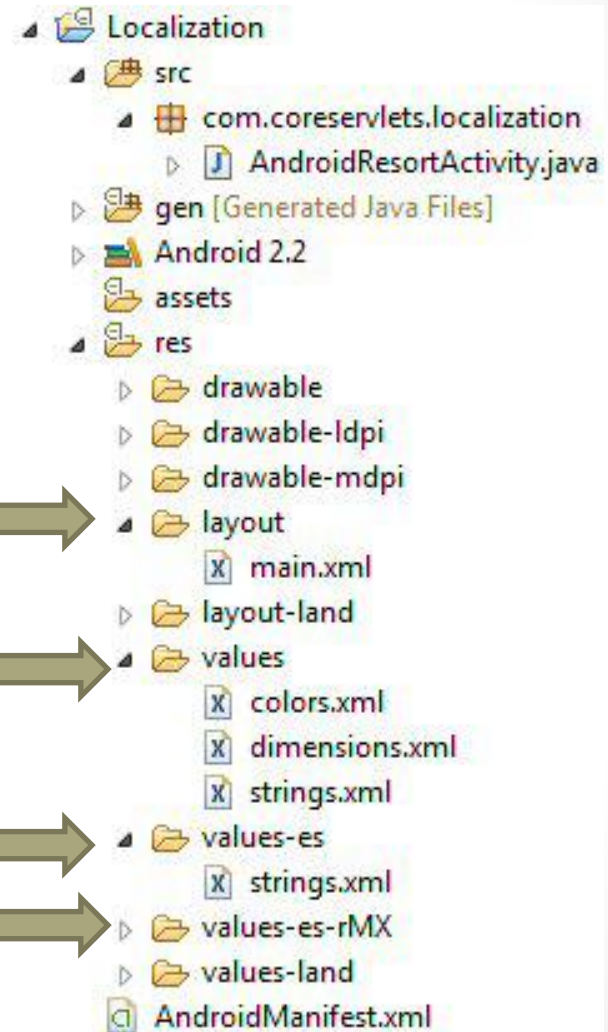 Localization
src
com.coreservlets.localization
AndroidResortActivity.java
gen [Generated Java Files]
Android 2.2
assets
res
drawable
drawable-ldpi
drawable-mdpi
layout
main.xml
layout-land
values
colors.xml
dimensions.xml
strings.xml
values-es
strings.xml
values-es-rMX
values-land
AndroidManifest.xml